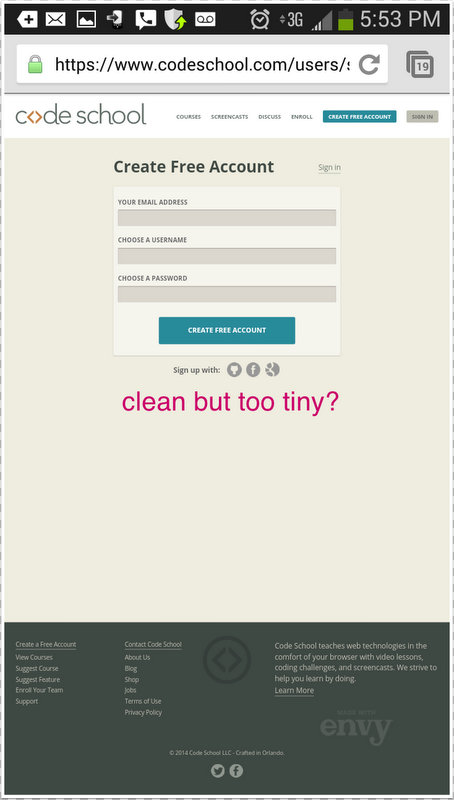 3G 5:53 PM
https://www.codeschool.com/users/s
19
code school COURSES SCREENCASTS DISCUSS ENROLL CREATE FREE ACCOUNT SIGN IN
Create Free Account Sign in
YOUR EMAIL ADDRESS
CHOOSE A USERNAME
CHOOSE A PASSWORD
CREATE FREE ACCOUNT
Sign up with:
clean but too tiny?
Create a Free Account
View Courses
Suggest Course
Suggest Feature
Enroll Your Team
Support
Contact Code School
About Us
Blog
Shop
Jobs
Terms of Use
Privacy Policy
Code School teaches web technologies in the
comfort of your browser with video lessons,
coding challenges, and screencasts. We strive to
help you learn by doing.
Learn More
MADE WITH
envy
© 2014 Code School LLC - Crafted in Orlando.